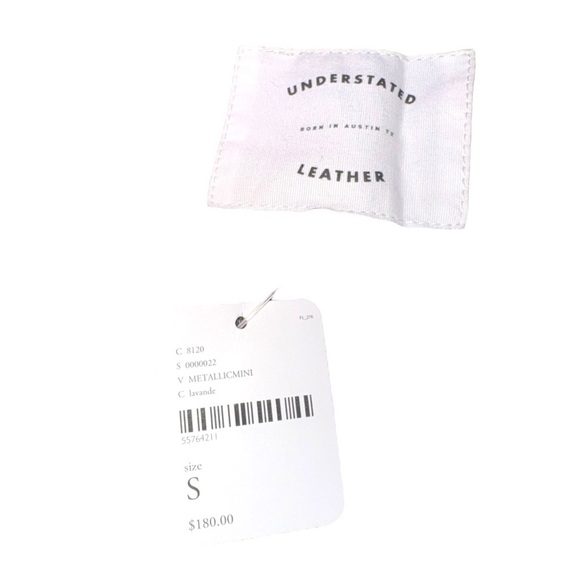 UNDERSTATED
BORN IN AUSTIN TX
LEATHER
C 8120
S 0000022
V METALLICMINI
C lavande
55764211
size
S
$180.00